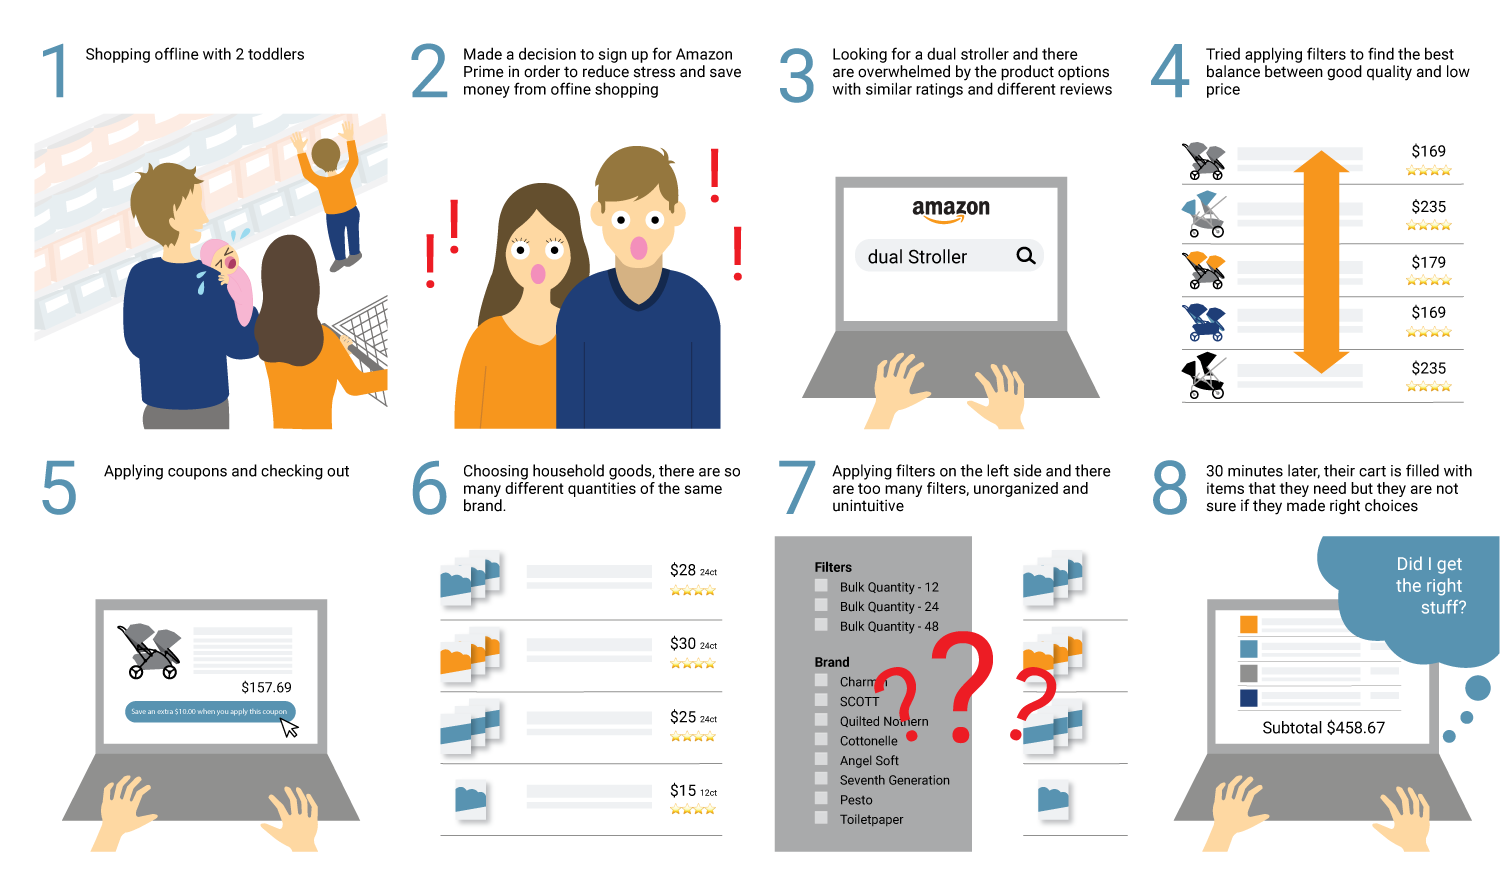 1
Shopping offline with 2 toddlers
2
Made a decision to sign up for Amazon
Prime in order to reduce stress and save
money from offine shopping
!
!
!
!
3
Looking for a dual stroller and there
are overwhelmed by the product options
with similar ratings and different reviews
amazon
dual Stroller
4
Tried applying filters to find the best
balance between good quality and low
price
$169
$235
$179
$169
$235
5
Applying coupons and checking out
$157.69
Save an extra $10.00 when you apply this coupon
6
Choosing household goods, there are so
many different quantities of the same
brand.
$28 24ct
$30 24ct
$25 24ct
$15 12ct
7
Applying filters on the left side and there
are too many filters, unorganized and
unintuitive
Filters
Bulk Quantity - 12
Bulk Quantity - 24
Bulk Quantity - 48
Brand
Charmin
SCOTT
Quilted Nothern
Cottonelle
Angel Soft
Seventh Generation
Pesto
Toiletpaper
? ? ?
8
30 minutes later, their cart is filled with
items that they need but they are not
sure if they made right choices
Did I get
the right
stuff?
Subtotal $458.67